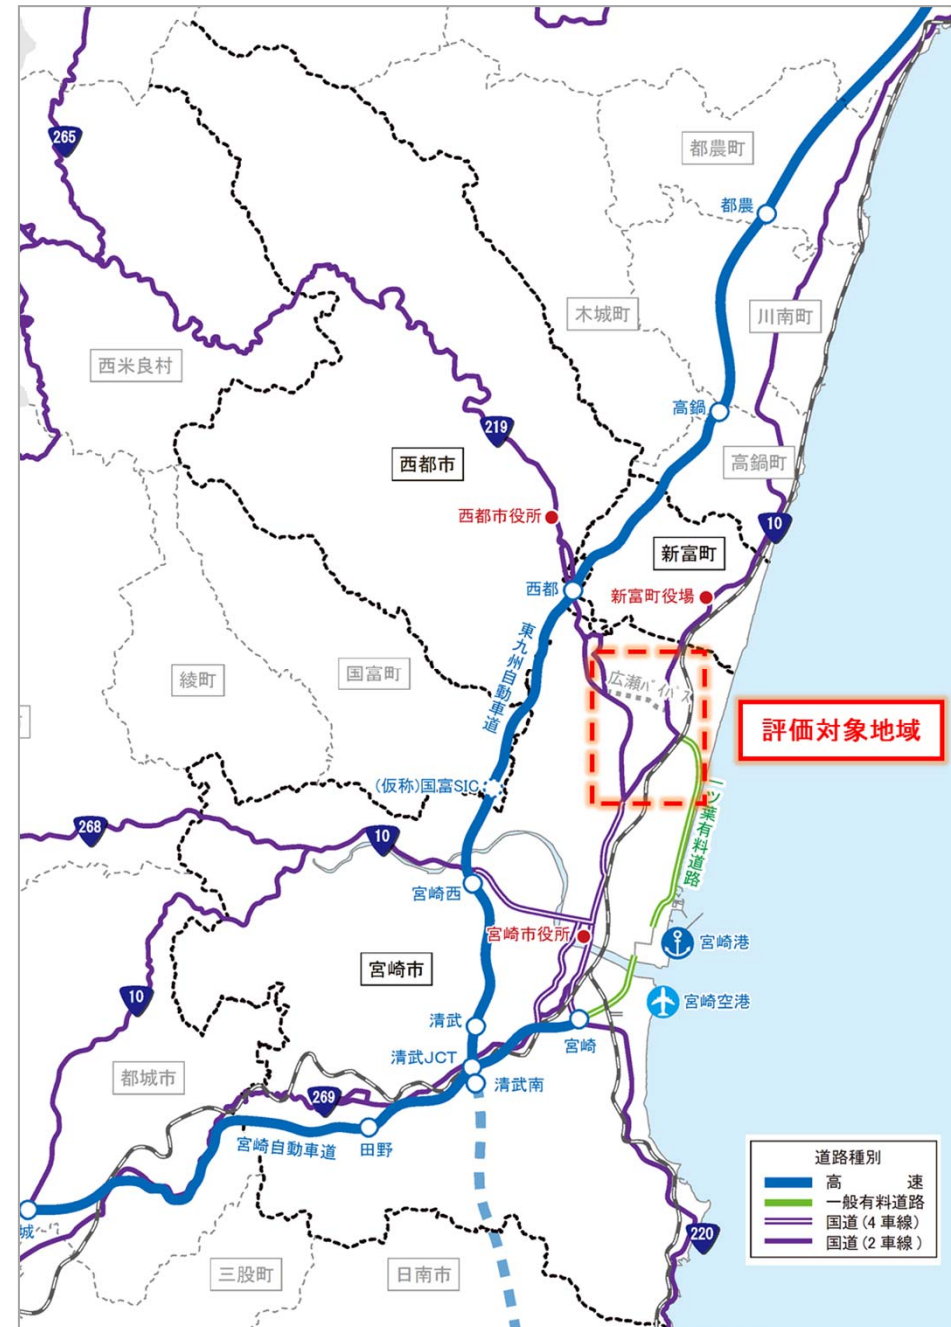 265
都農町
都農
木城町
川南町
西米良村
高鍋
219
西都市
高鍋町
西都市役所
10
新富町
西都
新富町役場
東九州自動車道
綾町
国富町
広瀬バイパス
評価対象地域
(仮称)国富SIC
一ツ葉有料道路
268
10
宮崎西
宮崎市役所
宮崎港
宮崎市
10
宮崎空港
清武
宮崎
清武JCT
都城市
清武南
269
宮崎自動車道
田野
道路種別
高 速
一般有料道路
国道(4車線)
国道(2車線)
城
220
三股町
日南市